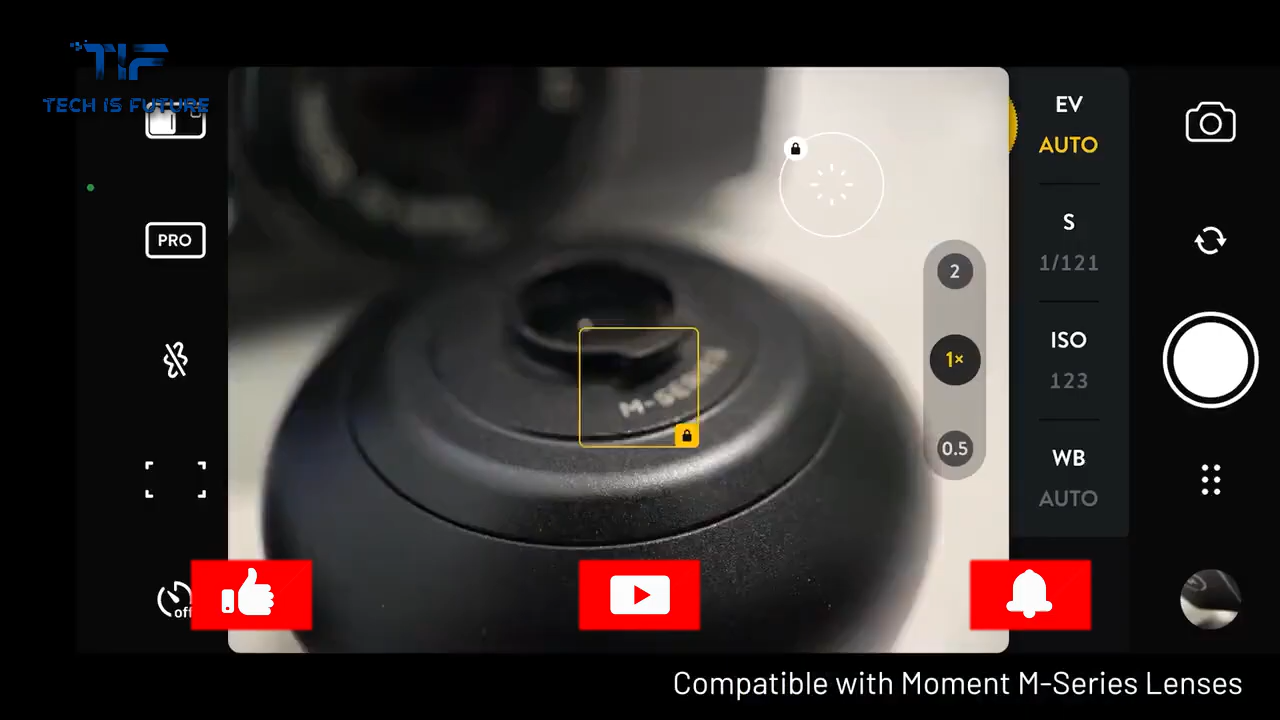 TIF
TECH IS FUTURE
EV
AUTO
PRO
S
1/121
2
1×
ISO
123
M-SERIES
0.5
WB
AUTO
off
Compatible with Moment M-Series Lenses